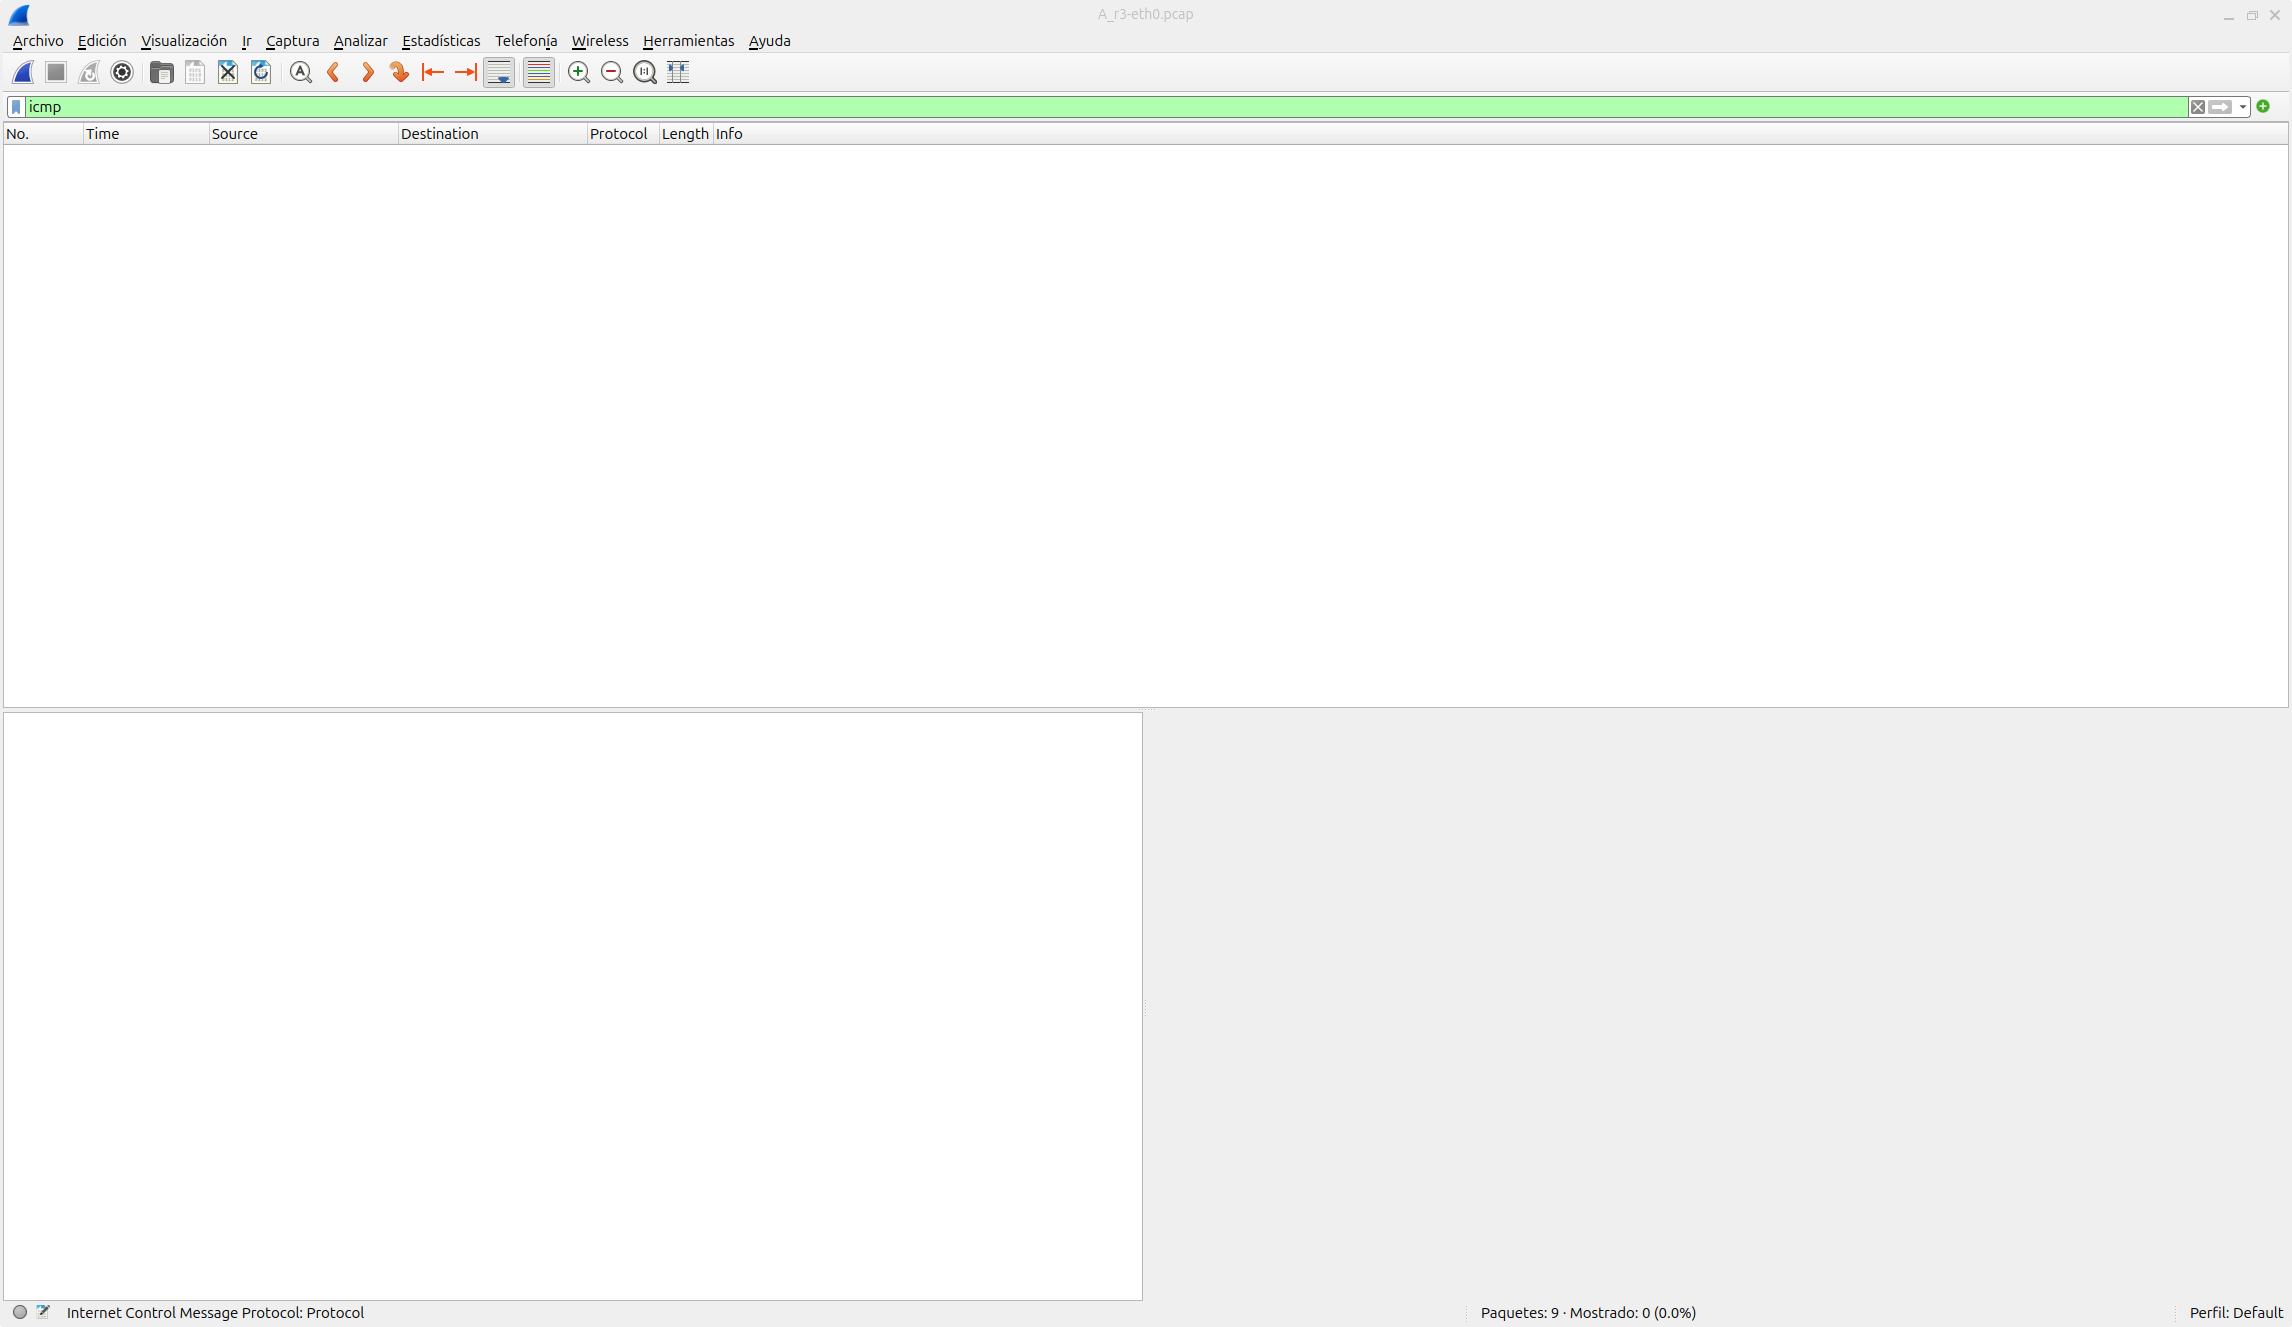 A_r3-eth0.pcap
Archivo Edición Visualización Ir Captura Analizar Estadísticas Telefonía Wireless Herramientas Ayuda
icmp
No. Time Source Destination Protocol Length Info
Internet Control Message Protocol: Protocol Paquetes: 9 · Mostrado: 0 (0.0%) Perfil: Default